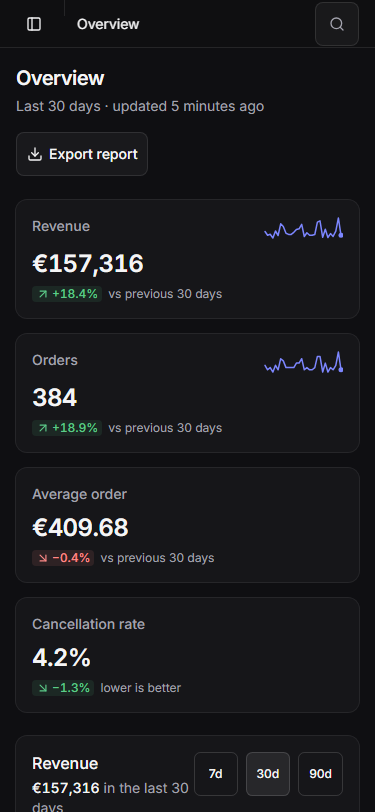 Overview
Overview
Last 30 days · updated 5 minutes ago
Export report
Revenue
€157,316
+18.4% vs previous 30 days
Orders
384
+18.9% vs previous 30 days
Average order
€409.68
−0.4% vs previous 30 days
Cancellation rate
4.2%
−1.3% lower is better
Revenue
7d 30d 90d
€157,316 in the last 30
days